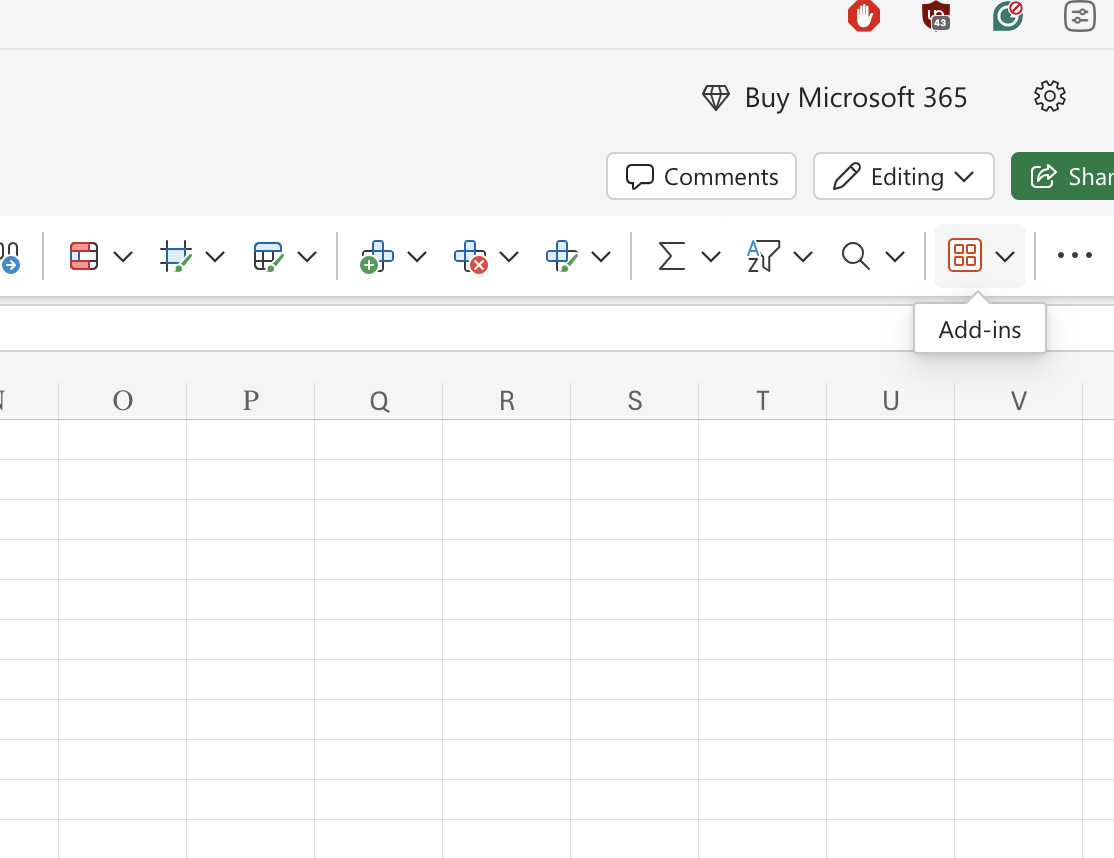 43
Buy Microsoft 365
Comments
Editing
Shar
A
Z
Add-ins
O P Q R S T U V